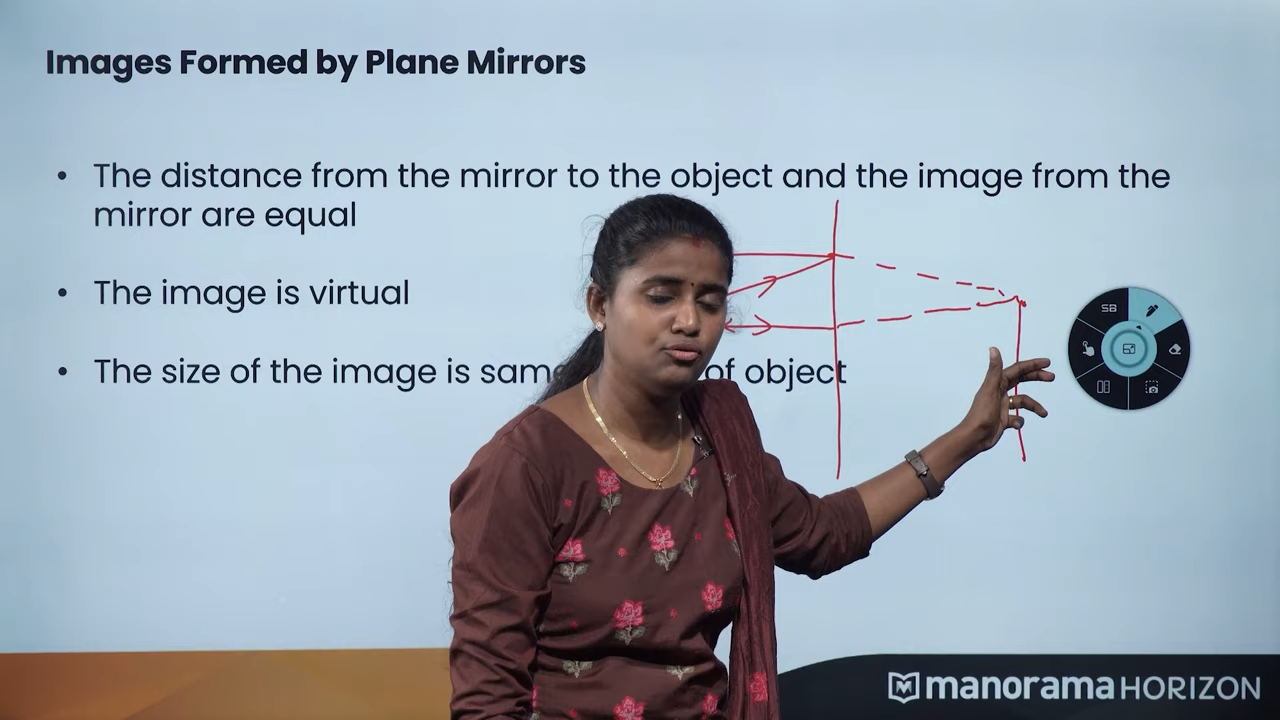 Images Formed by Plane Mirrors
• The distance from the mirror to the object and the image from the
mirror are equal
• The image is virtual
• The size of the image is same of object
SB
manorama HORIZON